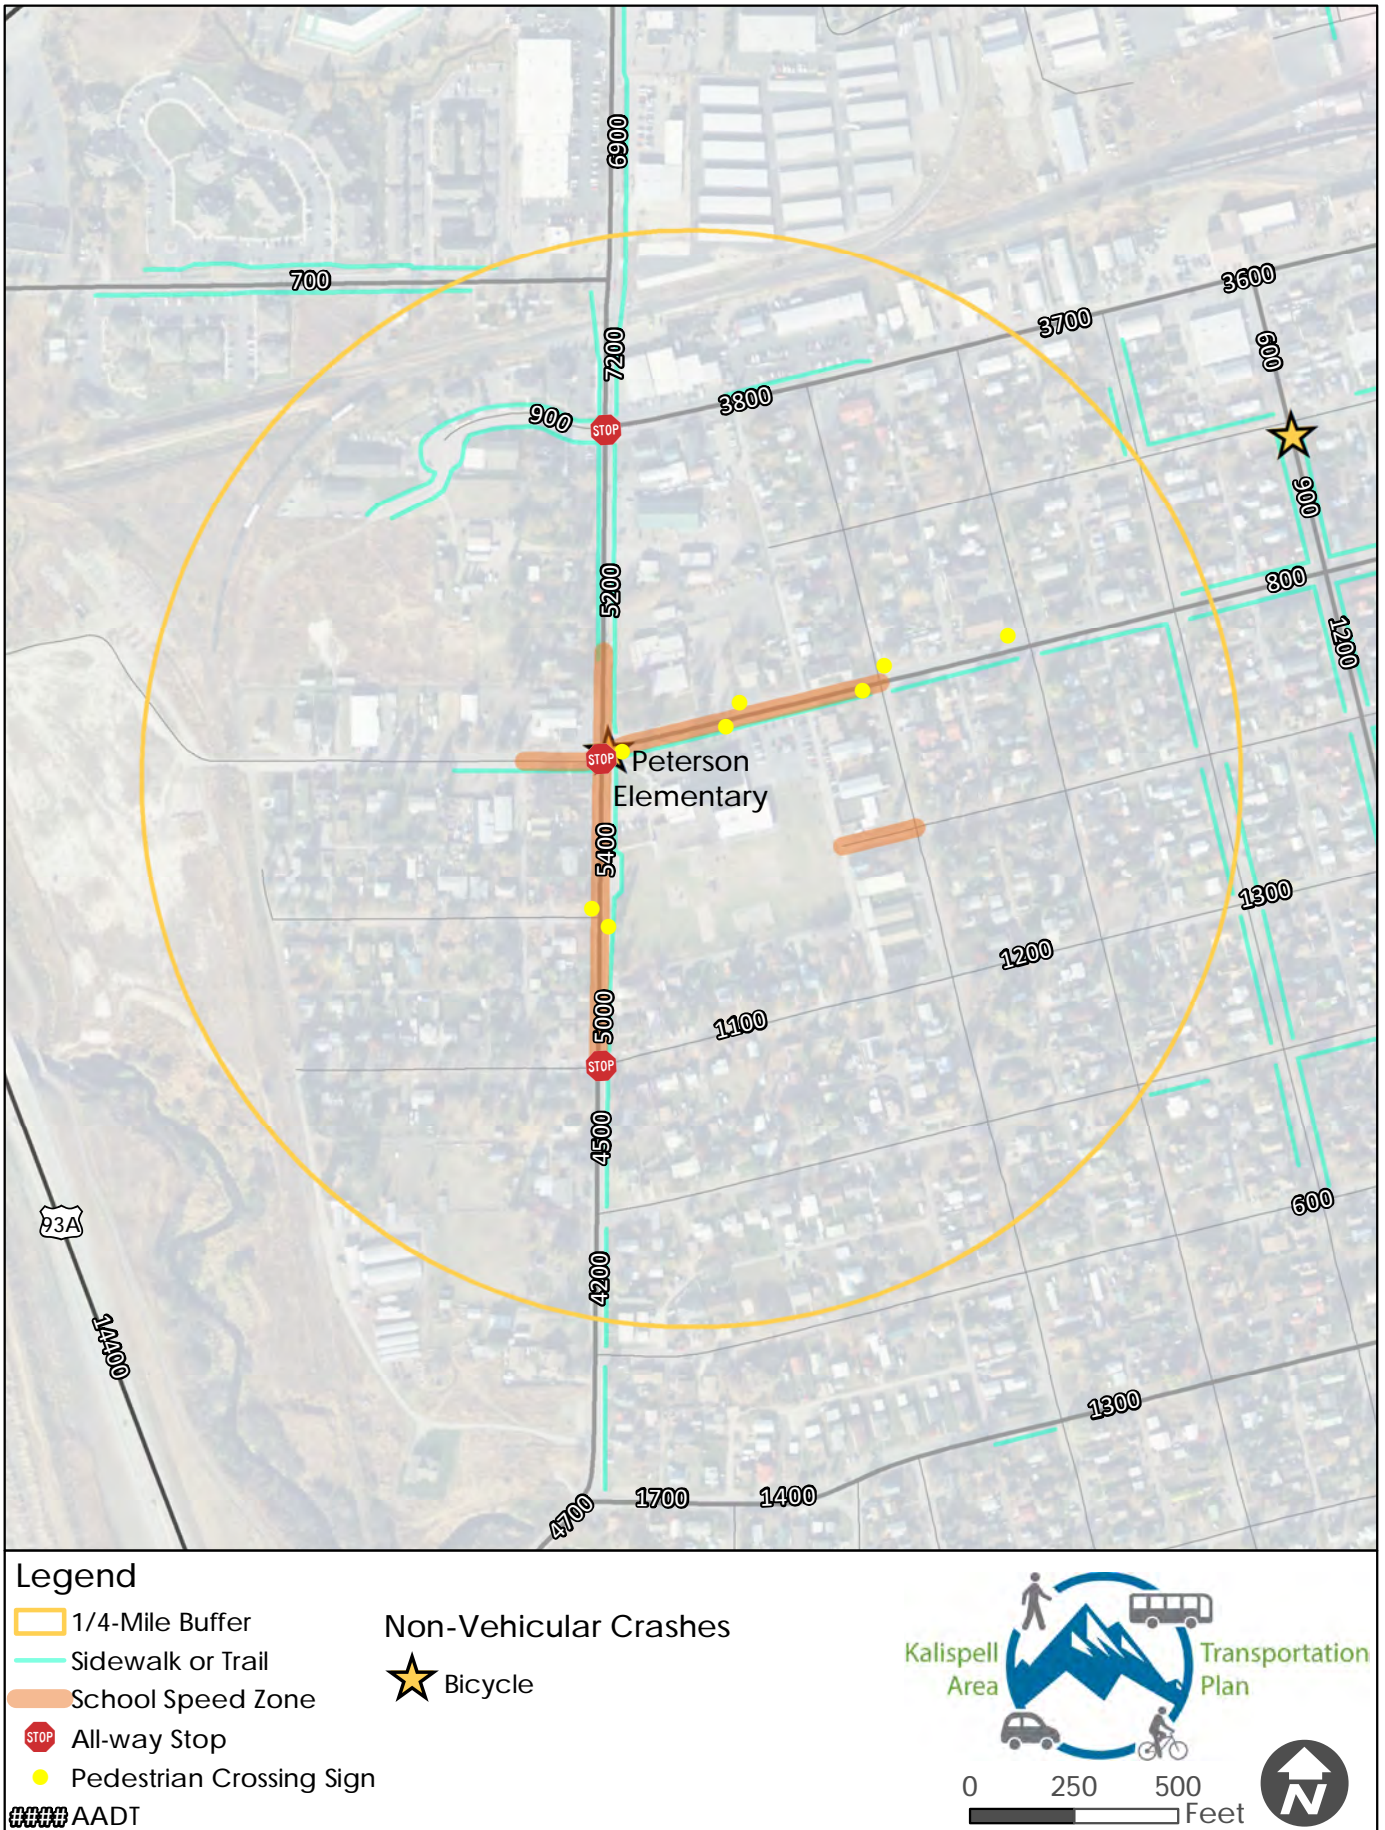 6900
700
3600
3700
600
7200
3800
900
STOP
900
5200
800
1200
STOP
Peterson
Elementary
5400
1300
1200
5000
1100
STOP
4500
600
93A
4200
14400
1300
1700
1400
4700
Legend
1/4-Mile Buffer
Sidewalk or Trail
School Speed Zone
STOP All-way Stop
Pedestrian Crossing Sign
#### AADT
Non-Vehicular Crashes
Bicycle
Kalispell
Area
Transportation
Plan
0 250 500
Feet
N